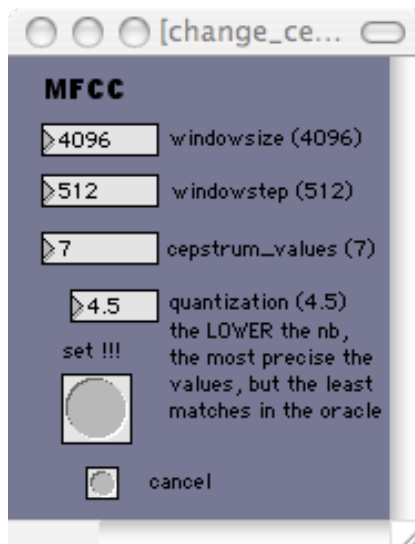 [change_ce...
MFCC
4096 windowsize (4096)
512 windowstep (512)
7 cepstrum_values (7)
4.5 quantization (4.5)
the LOWER the nb,
set !!! the most precise the
values, but the least
matches in the oracle
cancel